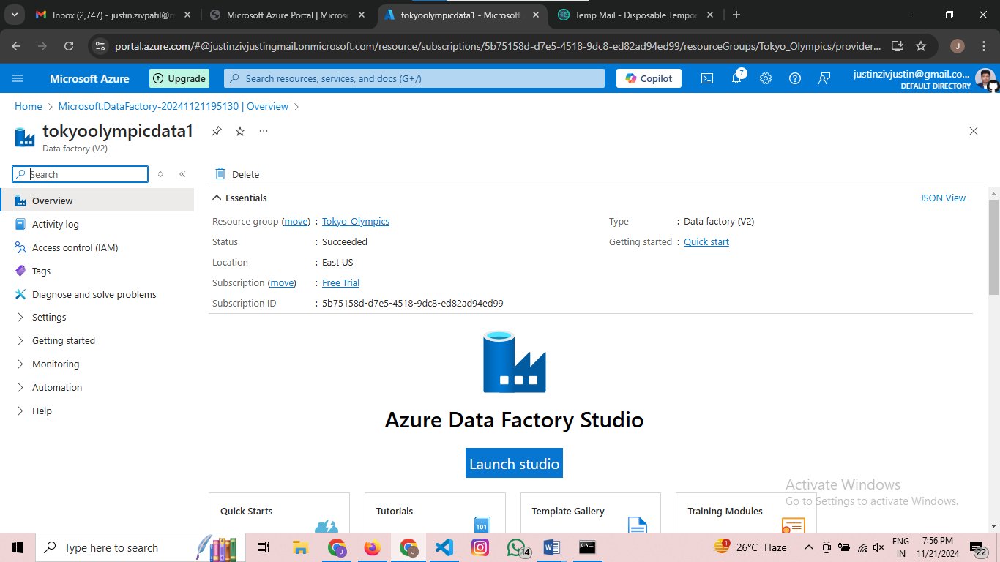 Inbox (2,747) - justin.zivpatil@m
Microsoft Azure Portal | Micros
tokyoolympicdata1 - Microsoft
Temp Mail - Disposable Tempo
portal.azure.com/#@justinzivjustingmail.onmicrosoft.com/resource/subscriptions/5b75158d-d7e5-4518-9dc8-ed82ad94ed99/resourceGroups/Tokyo_Olympics/provider...
J
Microsoft Azure
Upgrade
Search resources, services, and docs (G+/)
Copilot
7
justinzivjustin@gmail.co...
DEFAULT DIRECTORY
Home > Microsoft.DataFactory-20241121195130 | Overview >
tokyoolympicdata1
Data factory (V2)
Search
Delete
Overview
Activity log
Access control (IAM)
Tags
Diagnose and solve problems
Settings
Getting started
Monitoring
Automation
Help
Essentials
JSON View
Resource group (move) : Tokyo_Olympics
Status : Succeeded
Location : East US
Subscription (move) : Free Trial
Subscription ID : 5b75158d-d7e5-4518-9dc8-ed82ad94ed99
Type : Data factory (V2)
Getting started : Quick start
Azure Data Factory Studio
Launch studio
Quick Starts
Tutorials
101
Template Gallery
Training Modules
Activate Windows
Go to Settings to activate Windows.
Type here to search
J
J
14
1
26°C Haze
ENG
IN
7:56 PM
11/21/2024
22